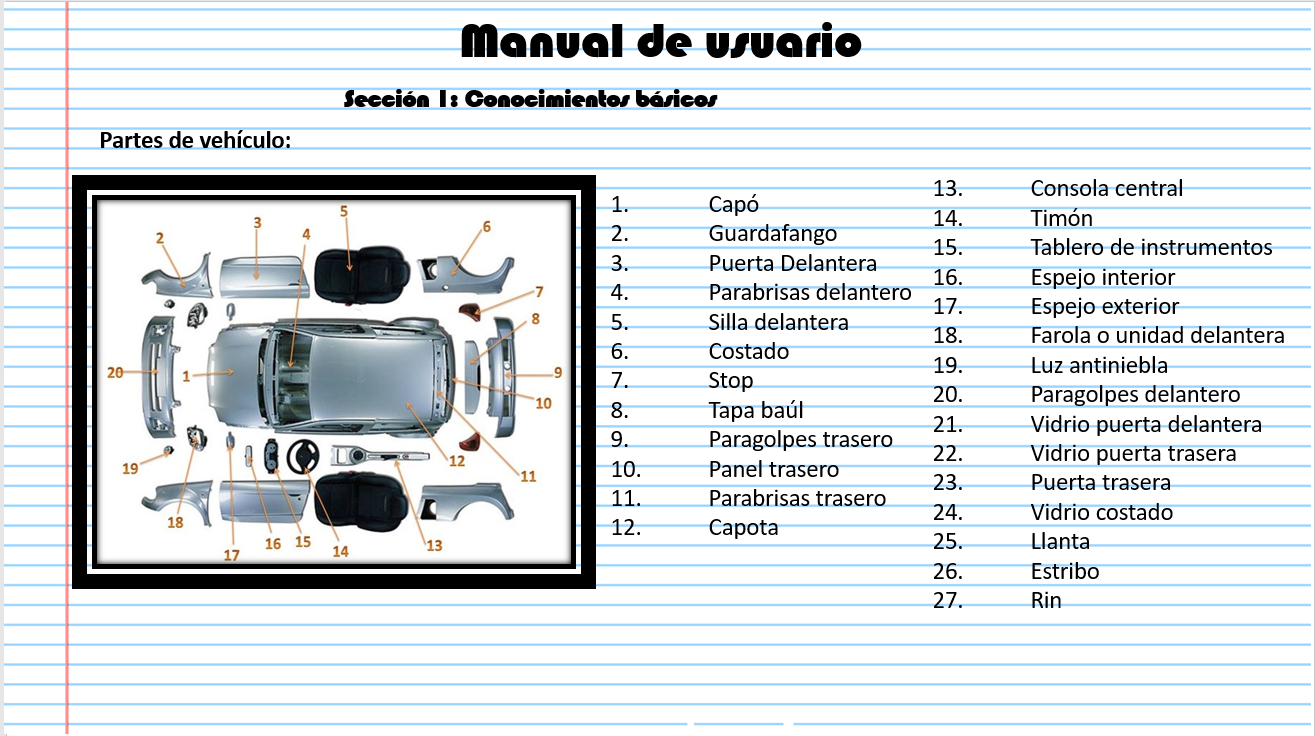 Manual de usuario
Sección 1: Conocimientos básicos
Partes de vehículo:
1. Capó
2. Guardafango
3. Puerta Delantera
4. Parabrisas delantero
5. Silla delantera
6. Costado
7. Stop
8. Tapa baúl
9. Paragolpes trasero
10. Panel trasero
11. Parabrisas trasero
12. Capota
13. Consola central
14. Timón
15. Tablero de instrumentos
16. Espejo interior
17. Espejo exterior
18. Farola o unidad delantera
19. Luz antiniebla
20. Paragolpes delantero
21. Vidrio puerta delantera
22. Vidrio puerta trasera
23. Puerta trasera
24. Vidrio costado
25. Llanta
26. Estribo
27. Rin
5
3
6
4
2
7
8
20
1
9
10
12
19
11
18
16
15
13
14
17